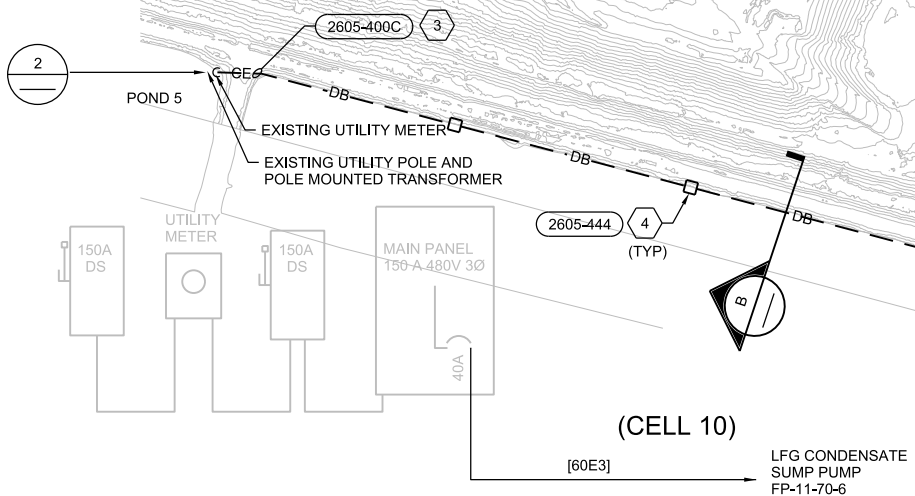 2605-400C
3
2
CE
DB
POND 5
EXISTING UTILITY METER
DB
EXISTING UTILITY POLE AND
POLE MOUNTED TRANSFORMER
2605-444
4
(TYP)
DB
UTILITY
METER
150A
DS
150A
DS
MAIN PANEL
150 A 480V 3Ø
B
40A
(CELL 10)
[60E3]
LFG CONDENSATE
SUMP PUMP
FP-11-70-6